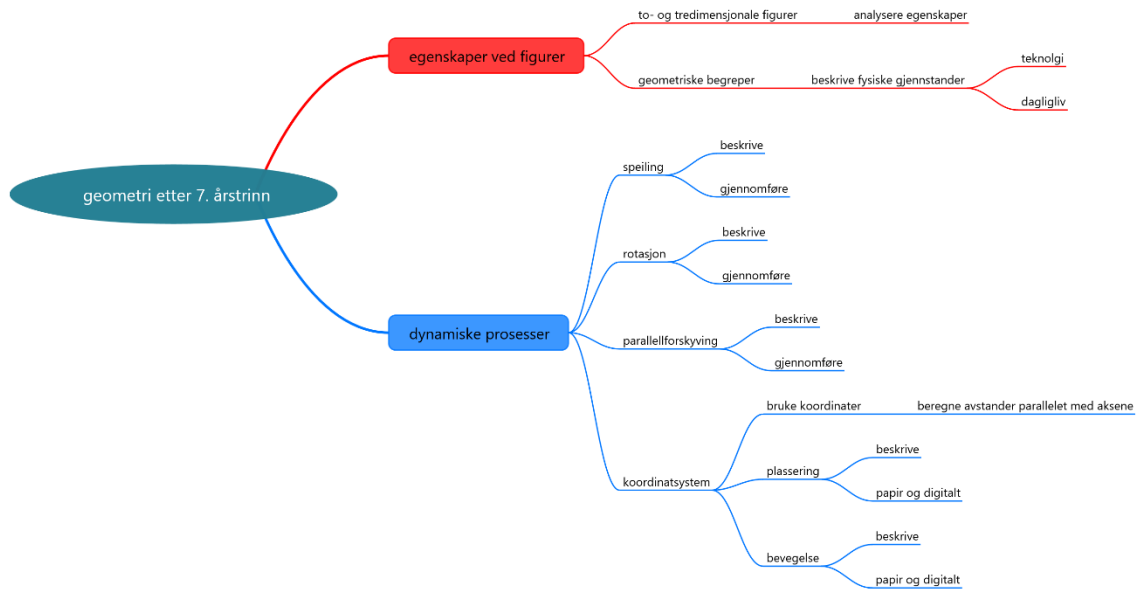 geometri etter 7. årstrinn
egenskaper ved figurer
to- og tredimensjonale figurer
analysere egenskaper
geometriske begreper
beskrive fysiske gjennstander
teknolgi
dagligliv
dynamiske prosesser
speiling
beskrive
gjennomføre
rotasjon
beskrive
gjennomføre
parallellforskyving
beskrive
gjennomføre
koordinatsystem
bruke koordinater
beregne avstander parallelet med aksene
plassering
beskrive
papir og digitalt
bevegelse
beskrive
papir og digitalt